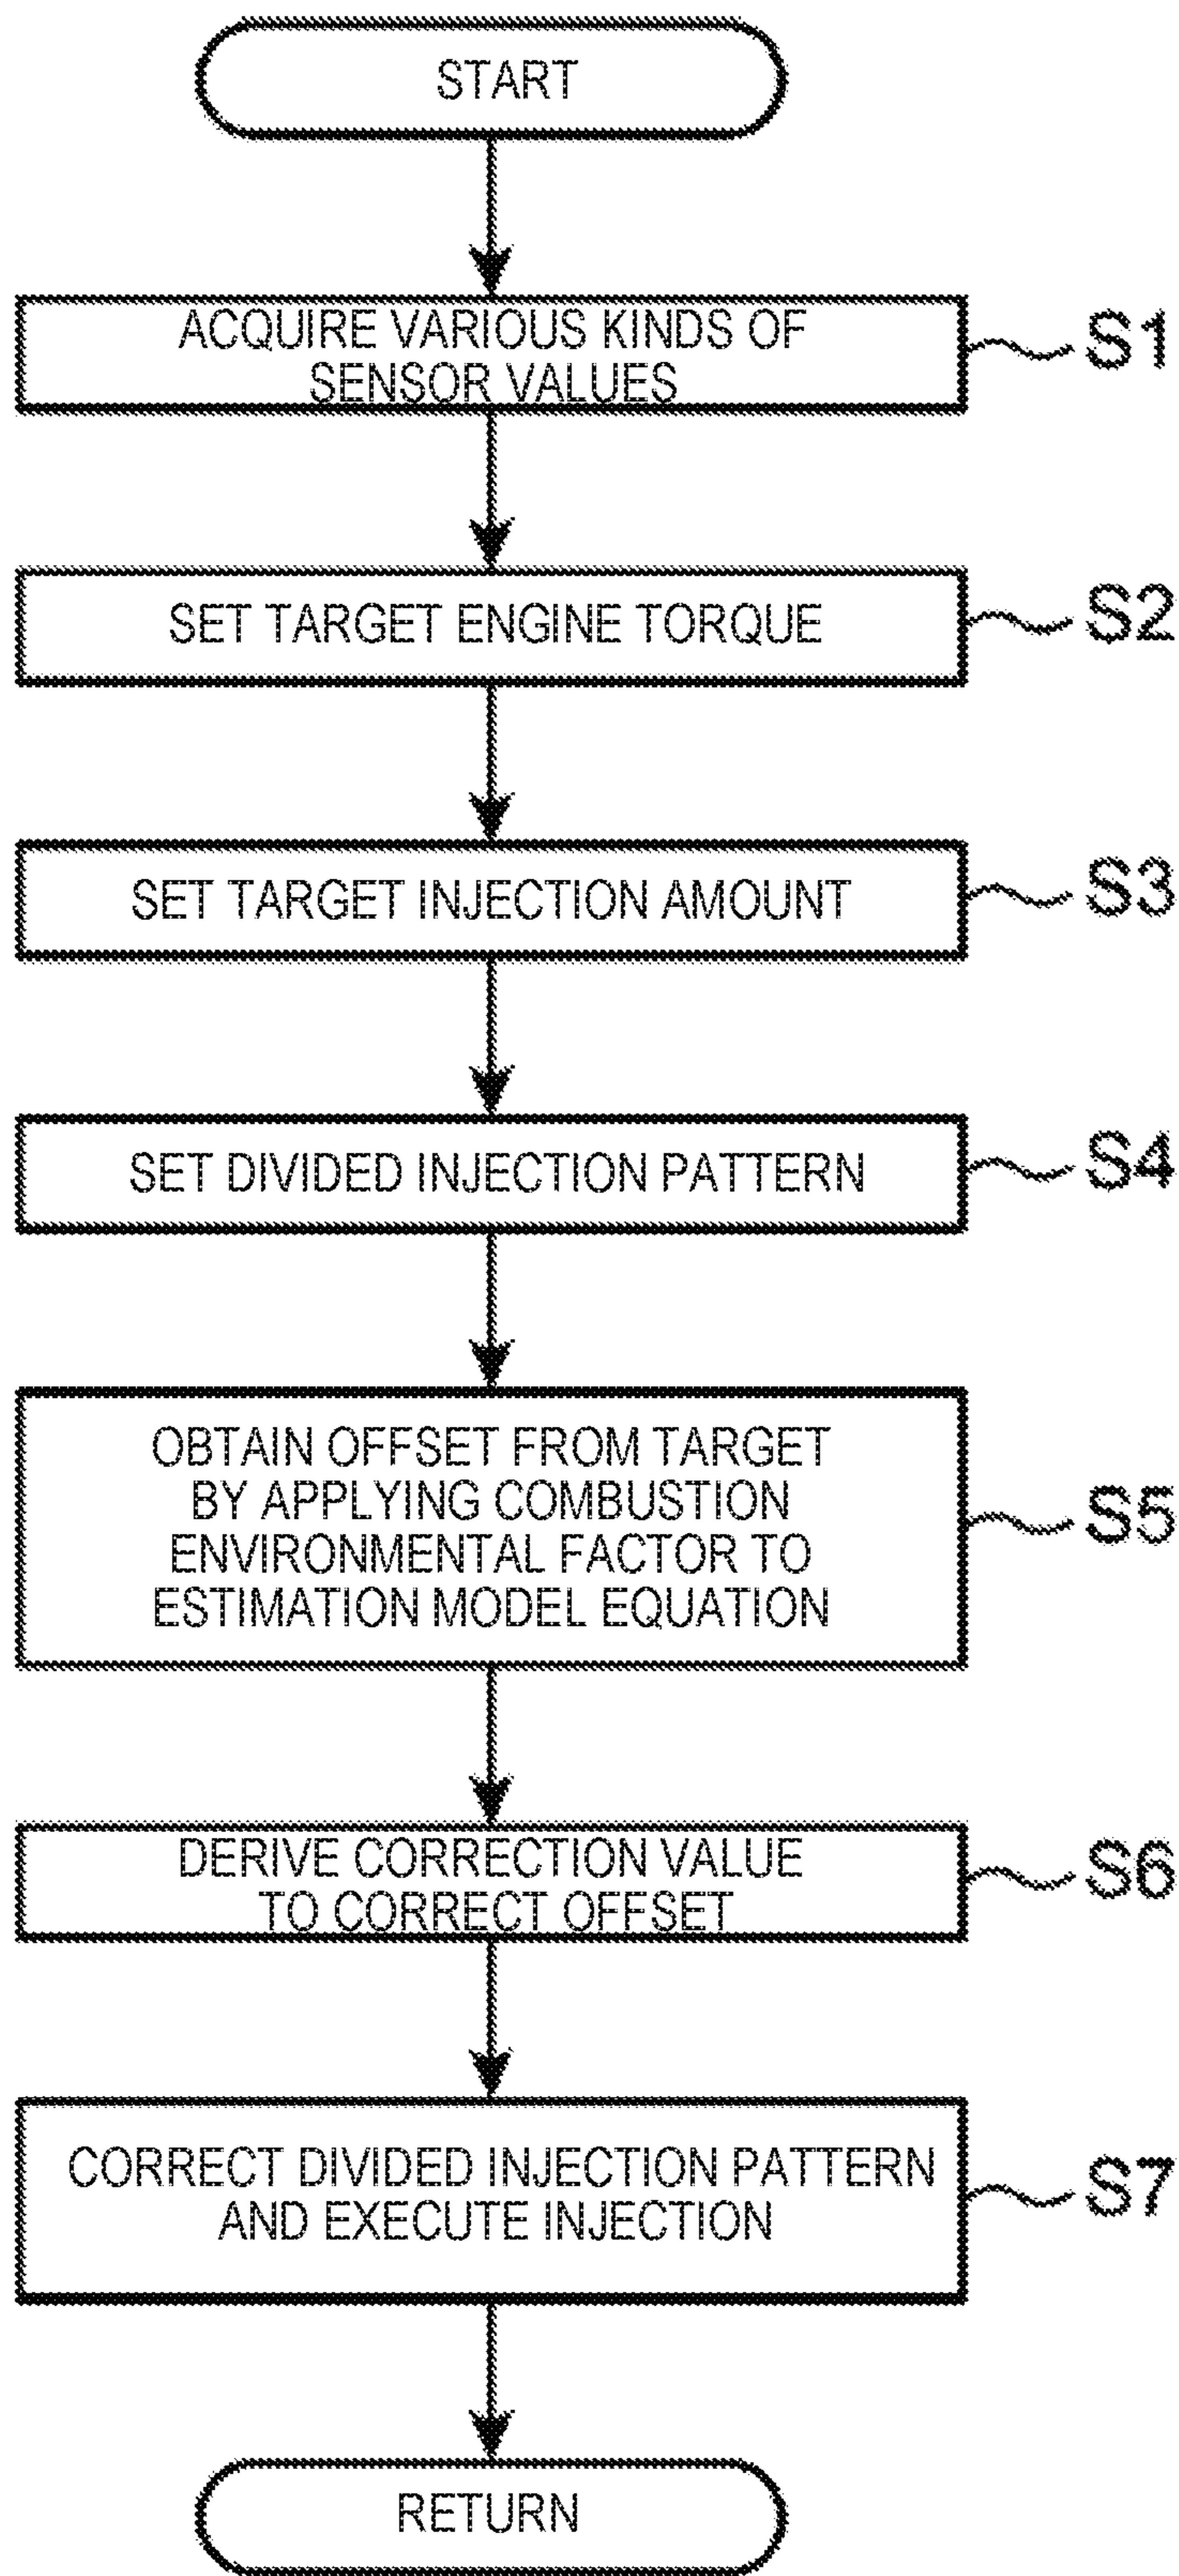 START
ACQUIRE VARIOUS KINDS OF
SENSOR VALUES
S1
SET TARGET ENGINE TORQUE
S2
SET TARGET INJECTION AMOUNT
S3
SET DIVIDED INJECTION PATTERN
S4
OBTAIN OFFSET FROM TARGET
BY APPLYING COMBUSTION
ENVIRONMENTAL FACTOR TO
ESTIMATION MODEL EQUATION
S5
DERIVE CORRECTION VALUE
TO CORRECT OFFSET
S6
CORRECT DIVIDED INJECTION PATTERN
AND EXECUTE INJECTION
S7
RETURN